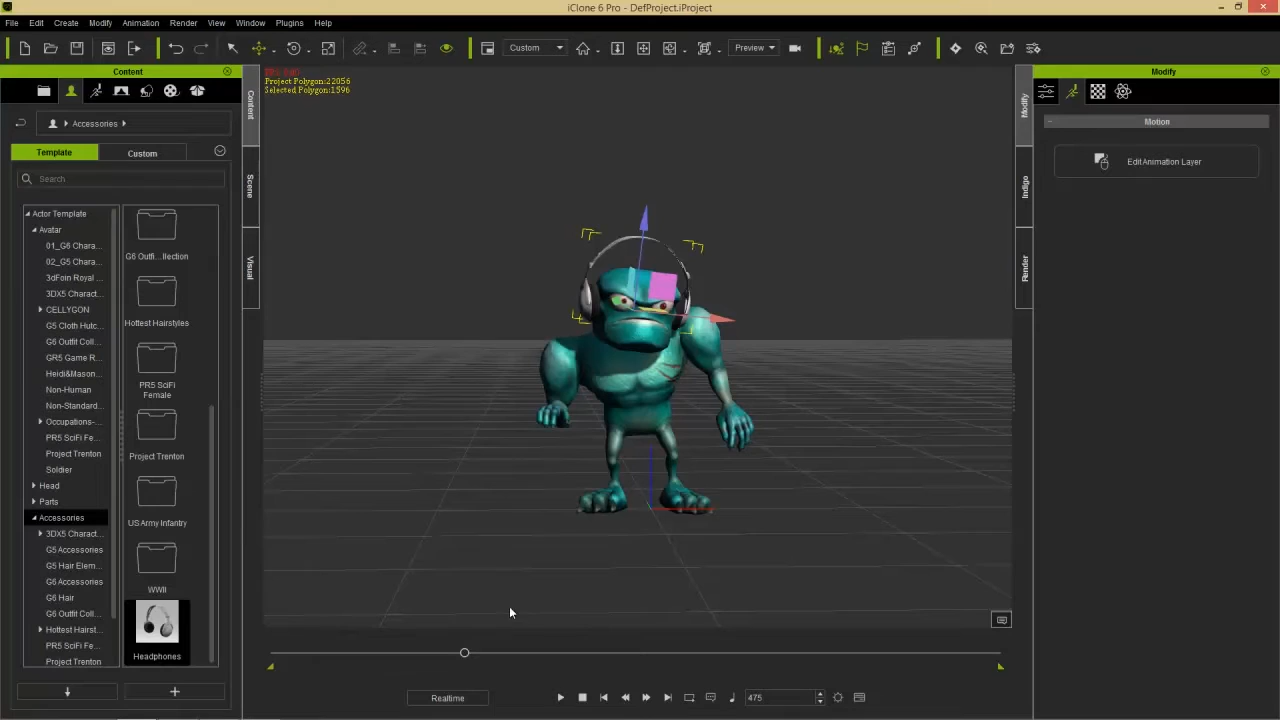 iClone 6 Pro - DefProject.iProject
File Edit Create Modify Animation Render View Window Plugins Help
Custom
Preview
Content
Accessories
Template
Custom
Search
Actor Template
Avatar
01_G6 Chara...
02_G5 Chara...
3dFoin Royal ...
3DX5 Charact...
CELLYGON
G5 Cloth Hutc...
G6 Outfit Coll...
GR5 Game R...
Heidi&Mason...
Non-Human
Non-Standard...
Occupations-...
PR5 SciFi Fe...
Project Trenton
Soldier
Head
Parts
Accessories
3DX5 Charact...
G5 Accessories
G5 Hair Elem...
G6 Accessories
G6 Hair
G6 Outfit Coll...
Hottest Hairst...
PR5 SciFi Fe...
Project Trenton
G6 Outfi...llection
Hottest Hairstyles
PR5 SciFi
Female
Project Trenton
US Army Infantry
WWII
Headphones
Content
Scene
Visual
Project Polygon:22056
Selected Polygon:1596
Realtime
475
Modify
Indigo
Render
Modify
Motion
Edit Animation Layer